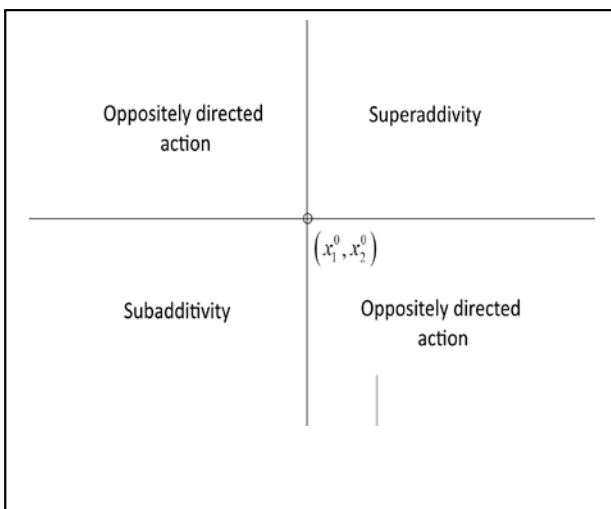 Oppositely directed
action
Superaddivity
(x₁⁰, x₂⁰)
Subadditivity
Oppositely directed
action